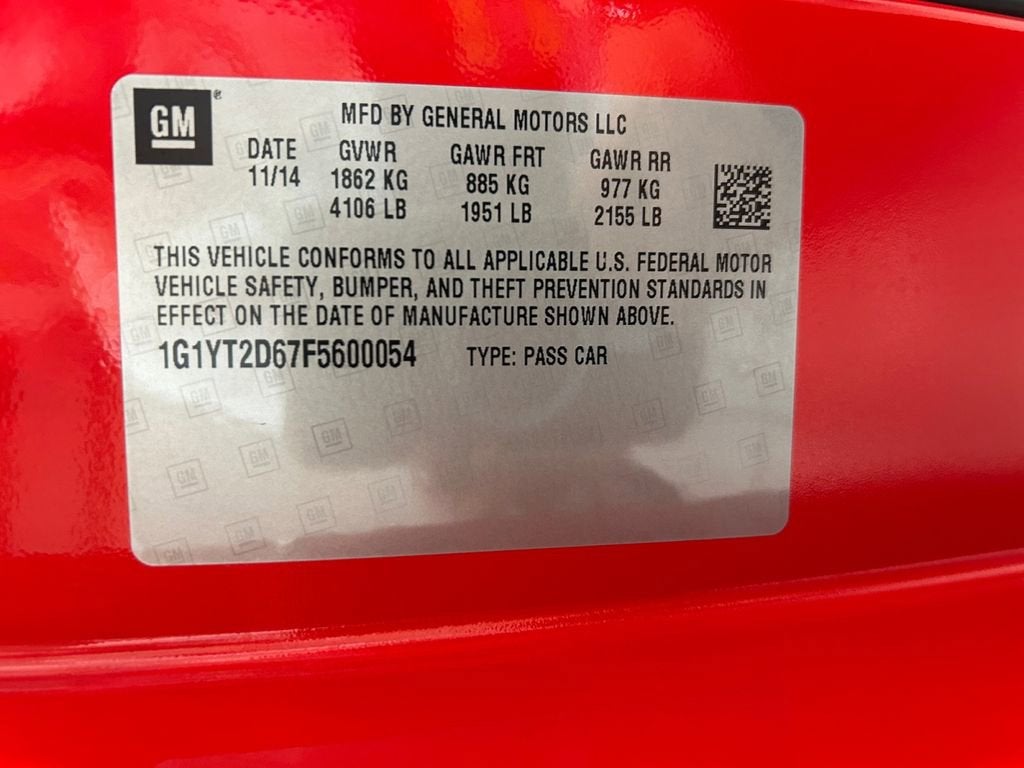 GM®
MFD BY GENERAL MOTORS LLC
DATE GVWR GAWR FRT GAWR RR
11/14 1862 KG 885 KG 977 KG
4106 LB 1951 LB 2155 LB
THIS VEHICLE CONFORMS TO ALL APPLICABLE U.S. FEDERAL MOTOR
VEHICLE SAFETY, BUMPER, AND THEFT PREVENTION STANDARDS IN
EFFECT ON THE DATE OF MANUFACTURE SHOWN ABOVE.
1G1YT2D67F5600054 TYPE: PASS CAR